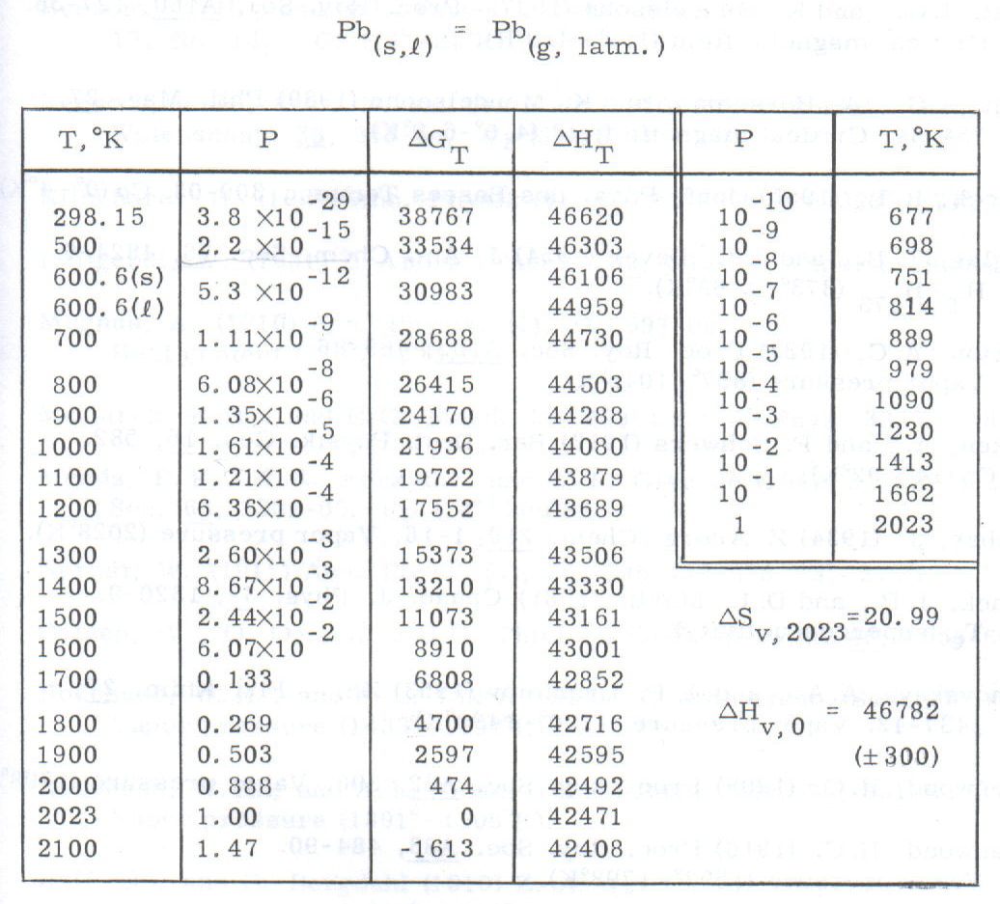 Pb(s,ℓ) = Pb(g, 1atm.)
T, °K P ΔG_T ΔH_T
298.15 3.8 ×10^-29 38767 46620
500 2.2 ×10^-15 33534 46303
600.6(s) 5.3 ×10^-12 30983 46106
600.6(ℓ) 44959
700 1.11×10^-9 28688 44730
800 6.08×10^-8 26415 44503
900 1.35×10^-6 24170 44288
1000 1.61×10^-5 21936 44080
1100 1.21×10^-4 19722 43879
1200 6.36×10^-4 17552 43689
1300 2.60×10^-3 15373 43506
1400 8.67×10^-3 13210 43330
1500 2.44×10^-2 11073 43161
1600 6.07×10^-2 8910 43001
1700 0.133 6808 42852
1800 0.269 4700 42716
1900 0.503 2597 42595
2000 0.888 474 42492
2023 1.00 0 42471
2100 1.47 -1613 42408
P T, °K
10^-10 677
10^-9 698
10^-8 751
10^-7 814
10^-6 889
10^-5 979
10^-4 1090
10^-3 1230
10^-2 1413
10^-1 1662
1 2023
ΔS_v, 2023 =20.99
ΔH_v,0 = 46782
(±300)